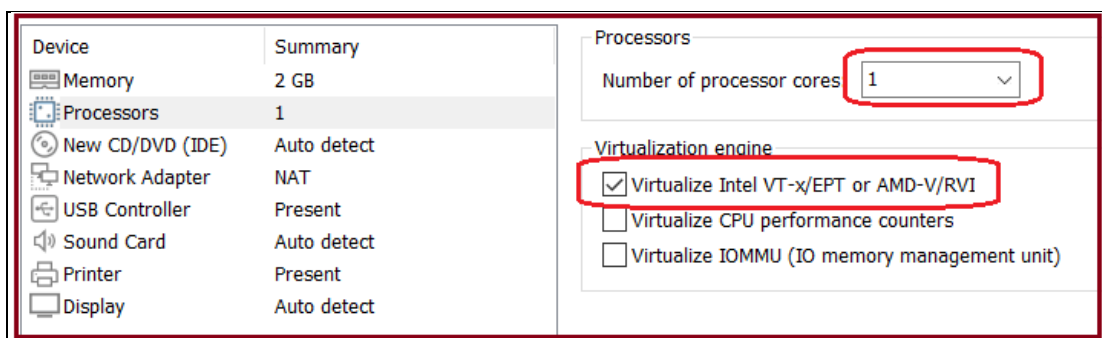 Device Summary
Memory 2 GB
Processors 1
New CD/DVD (IDE) Auto detect
Network Adapter NAT
USB Controller Present
Sound Card Auto detect
Printer Present
Display Auto detect
Processors
Number of processor cores 1
Virtualization engine
Virtualize Intel VT-x/EPT or AMD-V/RVI
Virtualize CPU performance counters
Virtualize IOMMU (IO memory management unit)